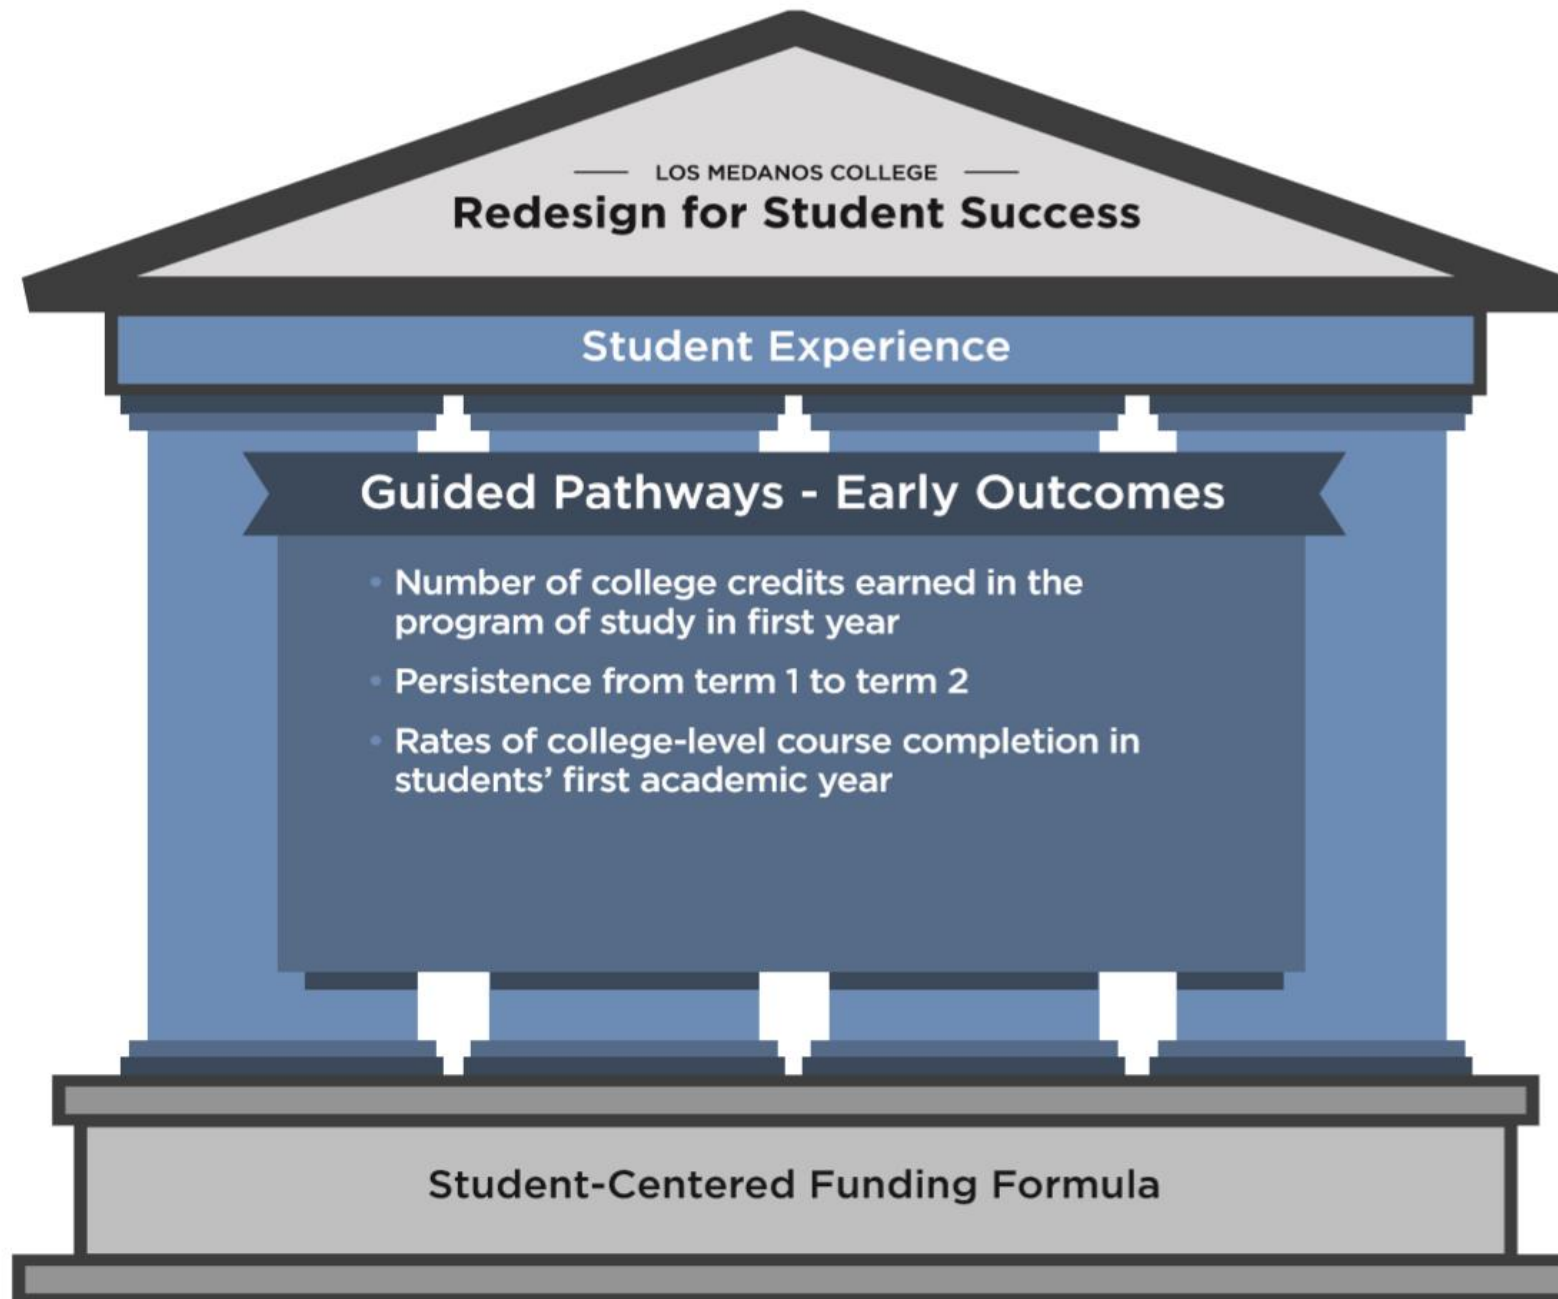 LOS MEDANOS COLLEGE
Redesign for Student Success
Student Experience
Guided Pathways - Early Outcomes
• Number of college credits earned in the
program of study in first year
• Persistence from term 1 to term 2
• Rates of college-level course completion in
students’ first academic year
Student-Centered Funding Formula